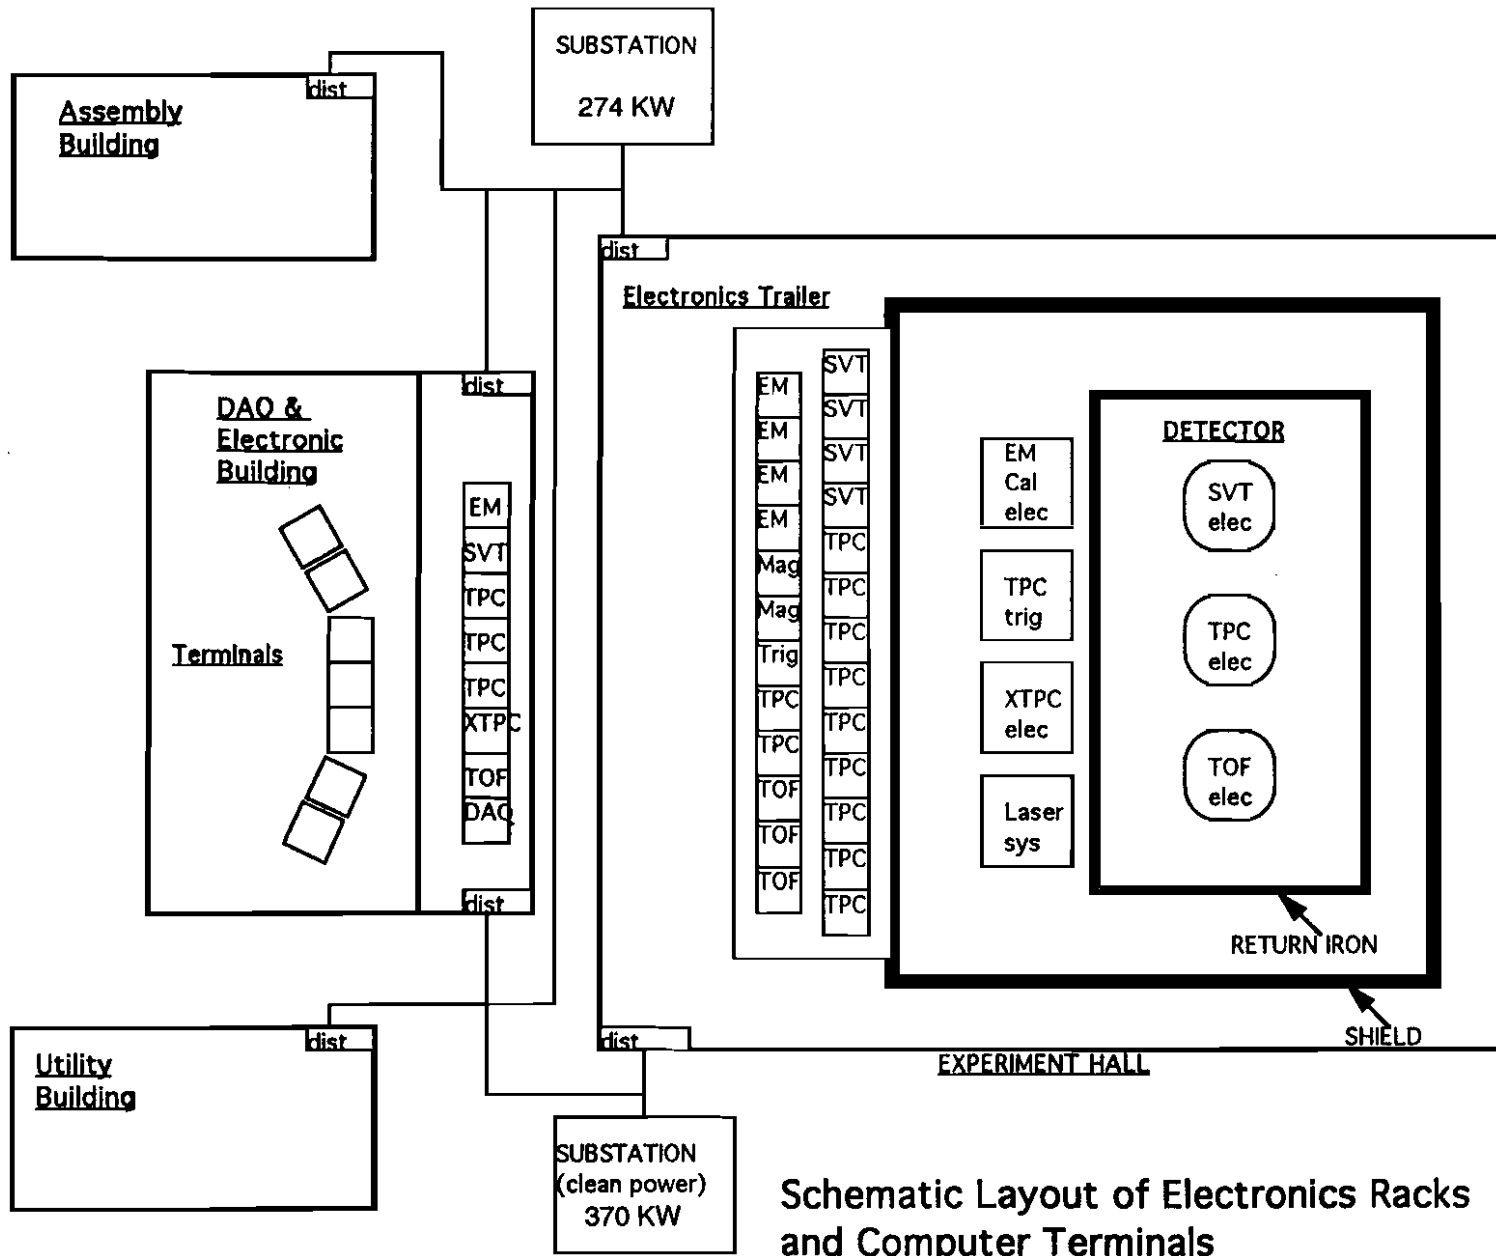 SUBSTATION
274 KW
dist
Assembly
Building
dist
Electronics Trailer
EM
EM
EM
EM
Mag
Mag
Trig
TPC
TPC
TOF
TOF
TOF
SVT
SVT
SVT
SVT
TPC
TPC
TPC
TPC
TPC
TPC
TPC
TPC
TPC
EM
Cal
elec
TPC
trig
XTPC
elec
Laser
sys
DETECTOR
SVT
elec
TPC
elec
TOF
elec
RETURN IRON
SHIELD
dist
DAQ &
Electronic
Building
Terminals
EM
SVT
TPC
TPC
TPC
XTPC
TOF
DAQ
dist
dist
EXPERIMENT HALL
dist
Utility
Building
SUBSTATION
(clean power)
370 KW
Schematic Layout of Electronics Racks
and Computer Terminals